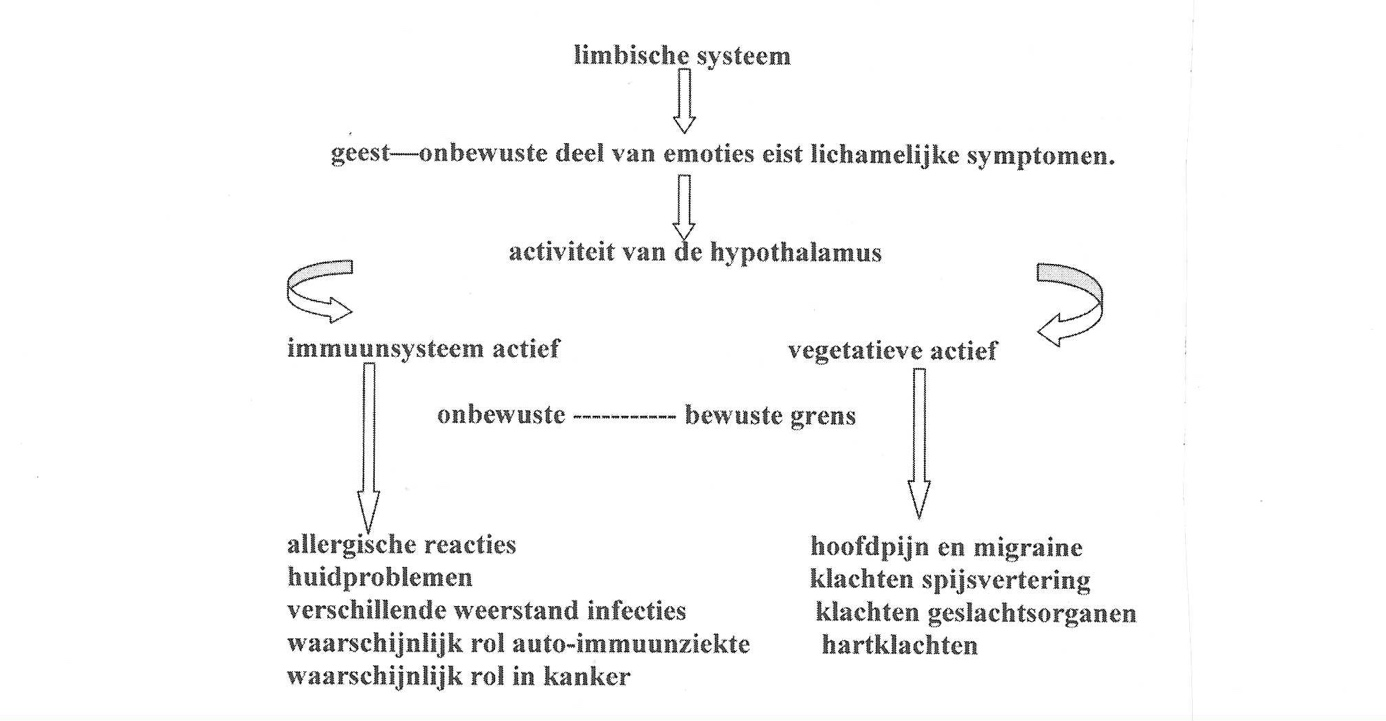 limbische systeem
geest—onbewuste deel van emoties eist lichamelijke symptomen.
activiteit van de hypothalamus
immuunsysteem actief
vegetatieve actief
onbewuste ----------- bewuste grens
allergische reacties
huidproblemen
verschillende weerstand infecties
waarschijnlijk rol auto-immuunziekte
waarschijnlijk rol in kanker
hoofdpijn en migraine
klachten spijsvertering
klachten geslachtsorganen
hartklachten